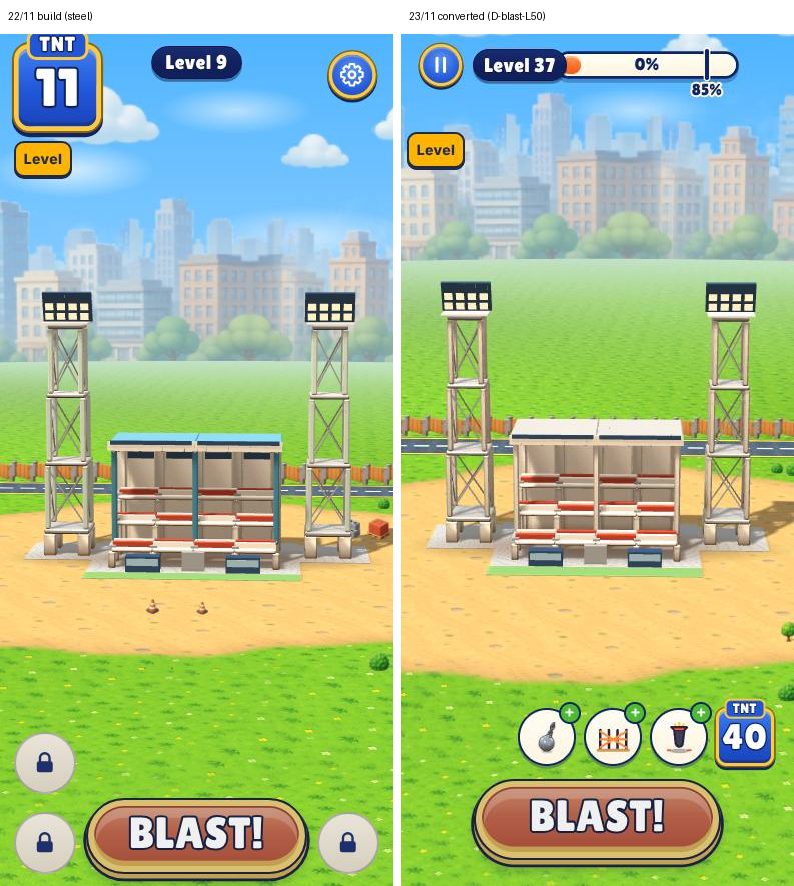 22/11 build (steel)
TNT
11
Level 9
Level
BLAST!
23/11 converted (D-blast-L50)
Level 37
0%
85%
Level
TNT
40
BLAST!